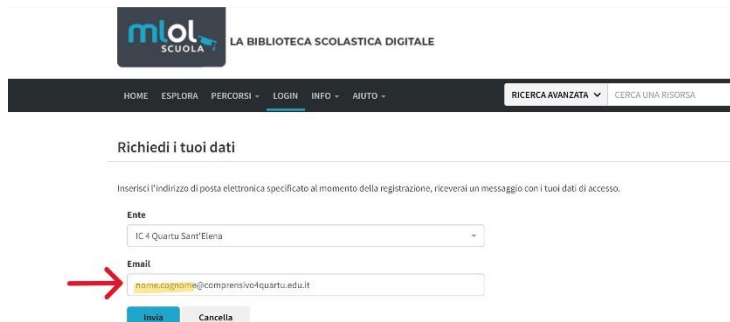 mlol
SCUOLA
LA BIBLIOTECA SCOLASTICA DIGITALE
HOME ESPLORA PERCORSI LOGIN INFO AIUTO RICERCA AVANZATA CERCA UNA RISORSA
Richiedi i tuoi dati
Inserisci l'indirizzo di posta elettronica specificato al momento della registrazione, riceverai un messaggio con i tuoi dati di accesso.
Ente
IC 4 Quartu Sant'Elena
Email
nome.cognome@comprensivo4quartu.edu.it
Invia Cancella